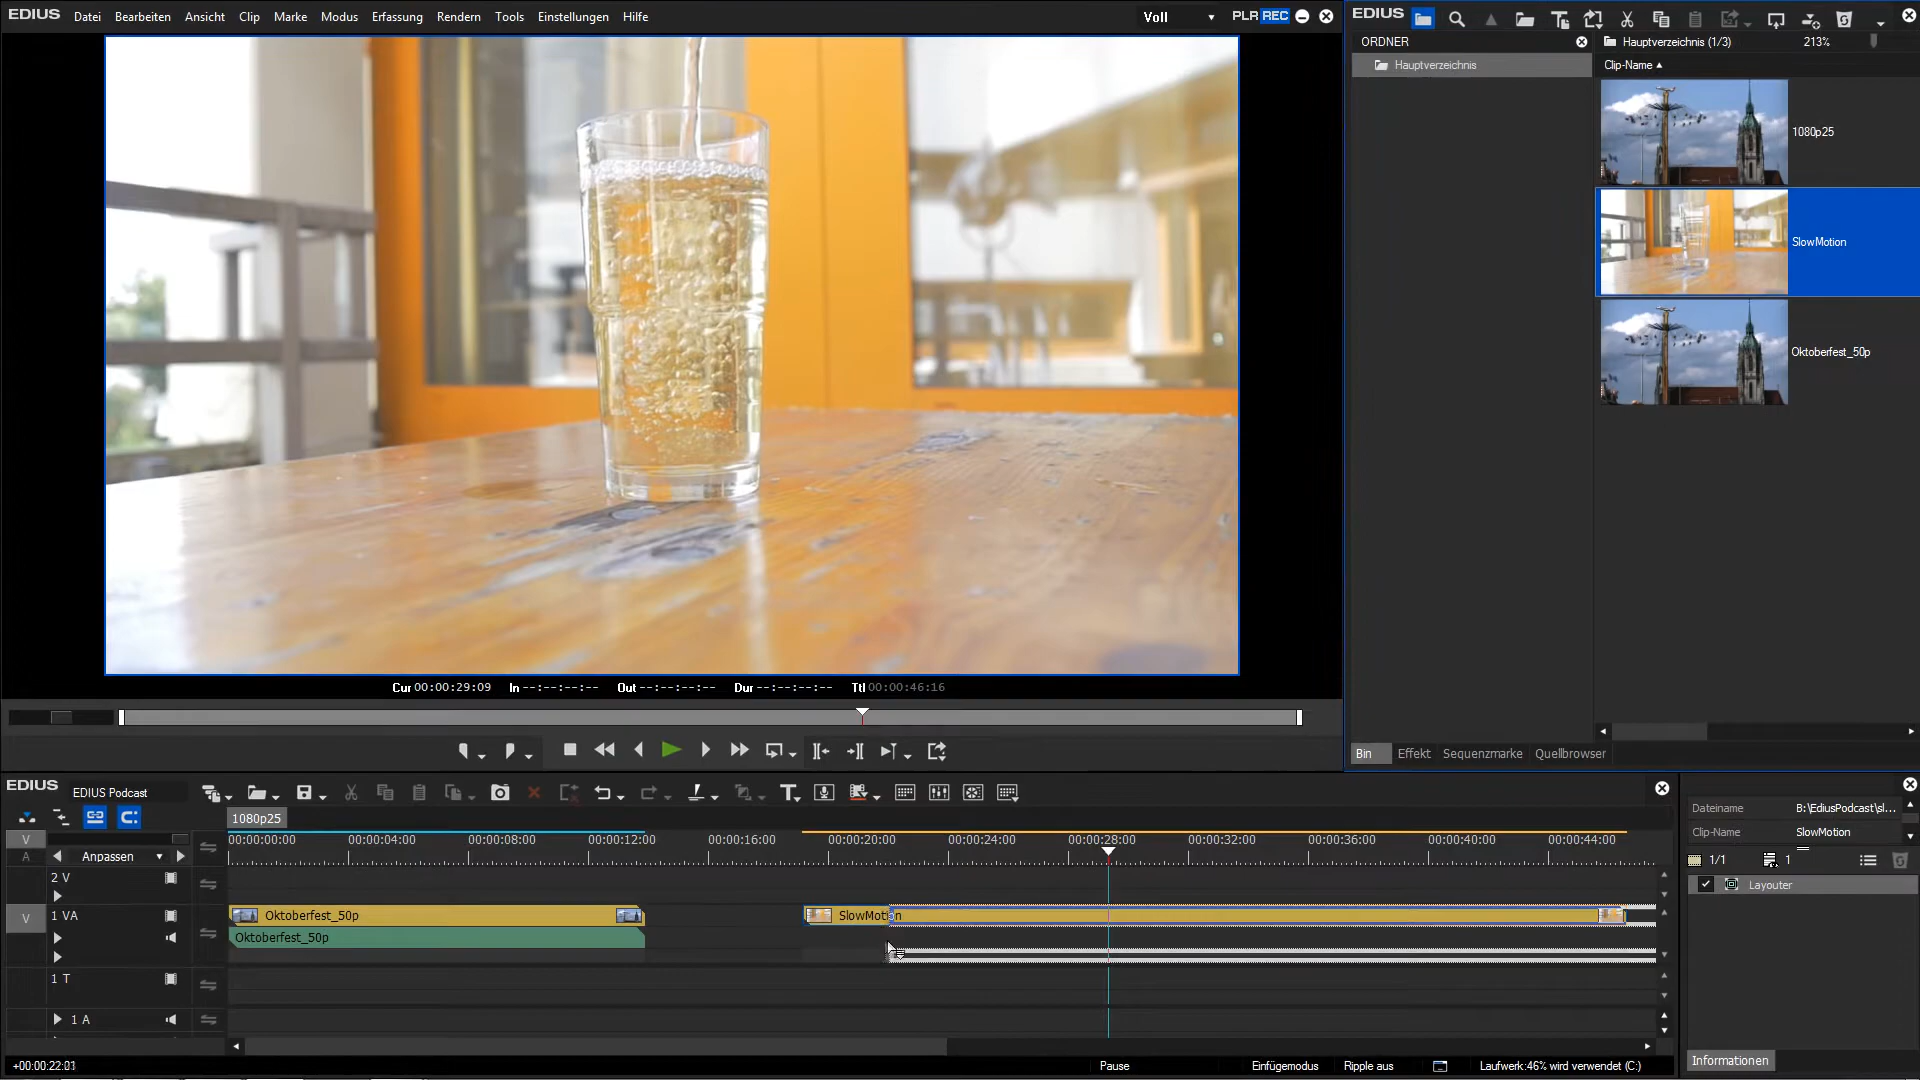 EDIUS Datei Bearbeiten Ansicht Clip Marke Modus Erfassung Rendern Tools Einstellungen Hilfe Voll PLR REC
EDIUS
ORDNER
Hauptverzeichnis (1/3) 213%
Hauptverzeichnis
Clip-Name
1080p25
SlowMotion
Oktoberfest_50p
Cur 00:00:29:09 In --:--:--:-- Out --:--:--:-- Dur --:--:--:-- Ttl 00:00:46:16
Bin Effekt Sequenzmarke Quellbrowser
EDIUS EDIUS Podcast
1080p25
V
A
Anpassen
00:00:00:00 00:00:04:00 00:00:08:00 00:00:12:00 00:00:16:00 00:00:20:00 00:00:24:00 00:00:28:00 00:00:32:00 00:00:36:00 00:00:40:00 00:00:44:00
2 V
V
1 VA
Oktoberfest_50p SlowMotion
Oktoberfest_50p
1 T
1 A
Dateiname B:\EdiusPodcast\sl...
Clip-Name SlowMotion
1/1 1
Layouter
Informationen
Pause Einfügemodus Ripple aus Laufwerk:46% wird verwendet (C:)